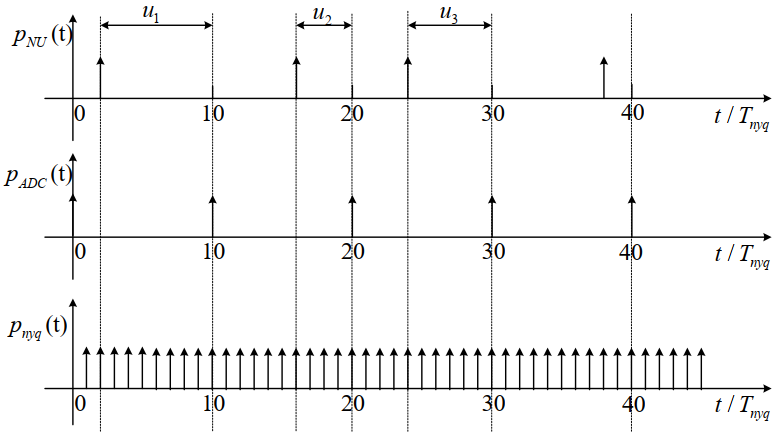 u1 u2 u3
pNU(t)
0 10 20 30 40 t / Tnyq
pADC(t)
0 10 20 30 40 t / Tnyq
pnyq(t)
0 10 20 30 40 t / Tnyq